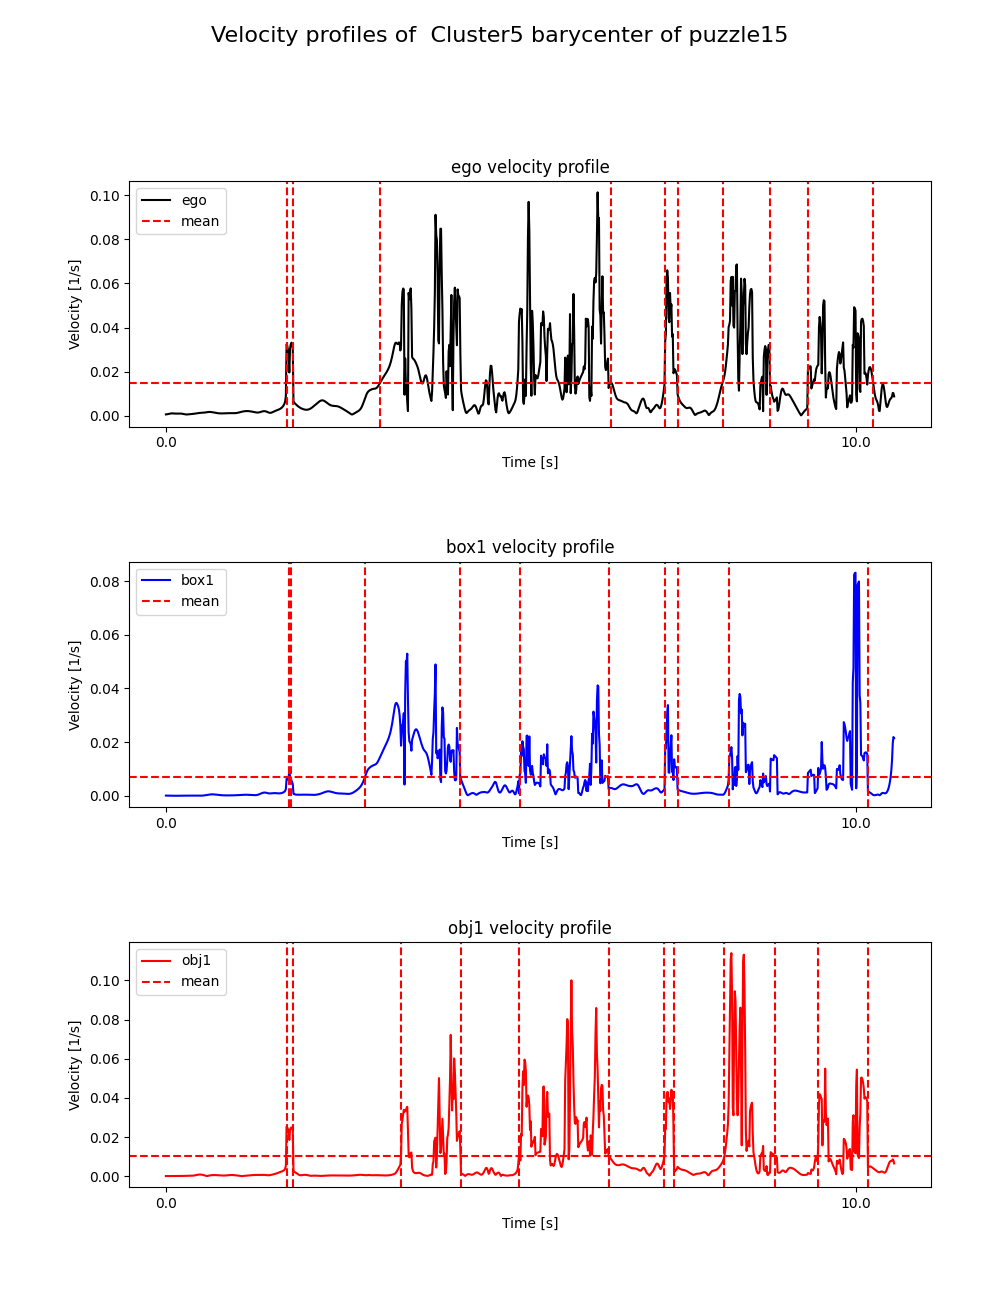 Velocity profiles of  Cluster5 barycenter of puzzle15
ego velocity profile
ego
mean
0.10
0.08
0.06
0.04
0.02
0.00
Velocity [1/s]
0.0
10.0
Time [s]
box1 velocity profile
box1
mean
0.08
0.06
0.04
0.02
0.00
Velocity [1/s]
0.0
10.0
Time [s]
obj1 velocity profile
obj1
mean
0.10
0.08
0.06
0.04
0.02
0.00
Velocity [1/s]
0.0
10.0
Time [s]